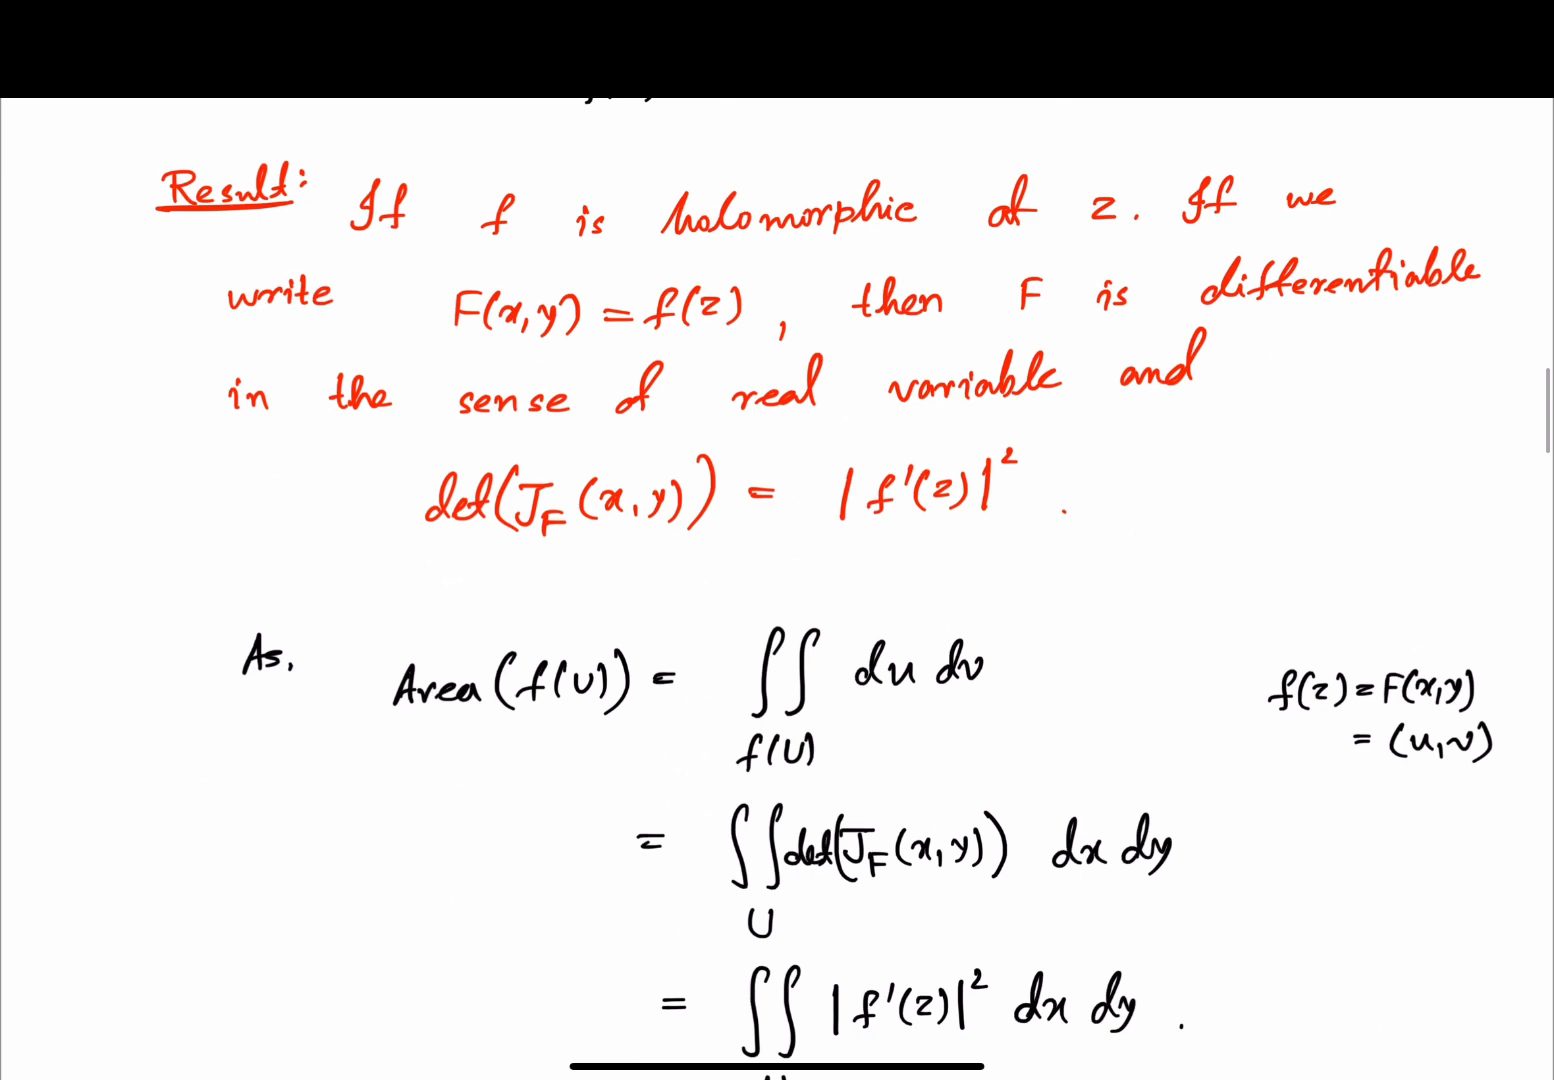 Result: If f is holomorphic at z. If we
write F(x,y) = f(z), then F is differentiable
in the sense of real variable and
det(J_F(x,y)) = |f'(z)|² .
As, Area(f(U)) = ∬ du dv
f(U)
f(z) = F(x,y)
= (u,v)
= ∬ det(J_F(x,y)) dx dy
U
= ∬ |f'(z)|² dx dy .